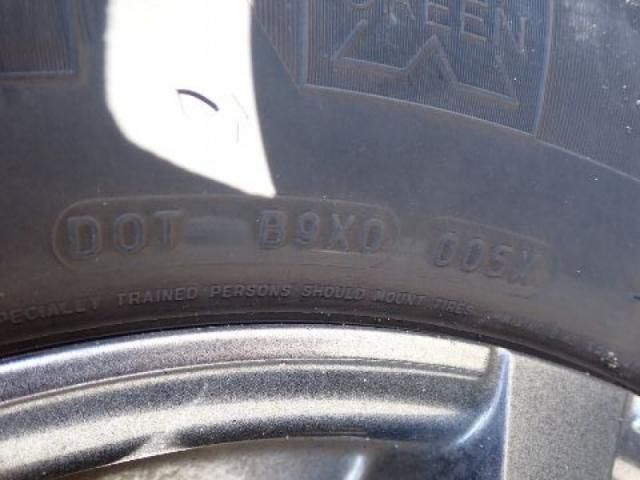 GREEN X
DOT B9X0 005X
SPECIALLY TRAINED PERSONS SHOULD MOUNT TIRES